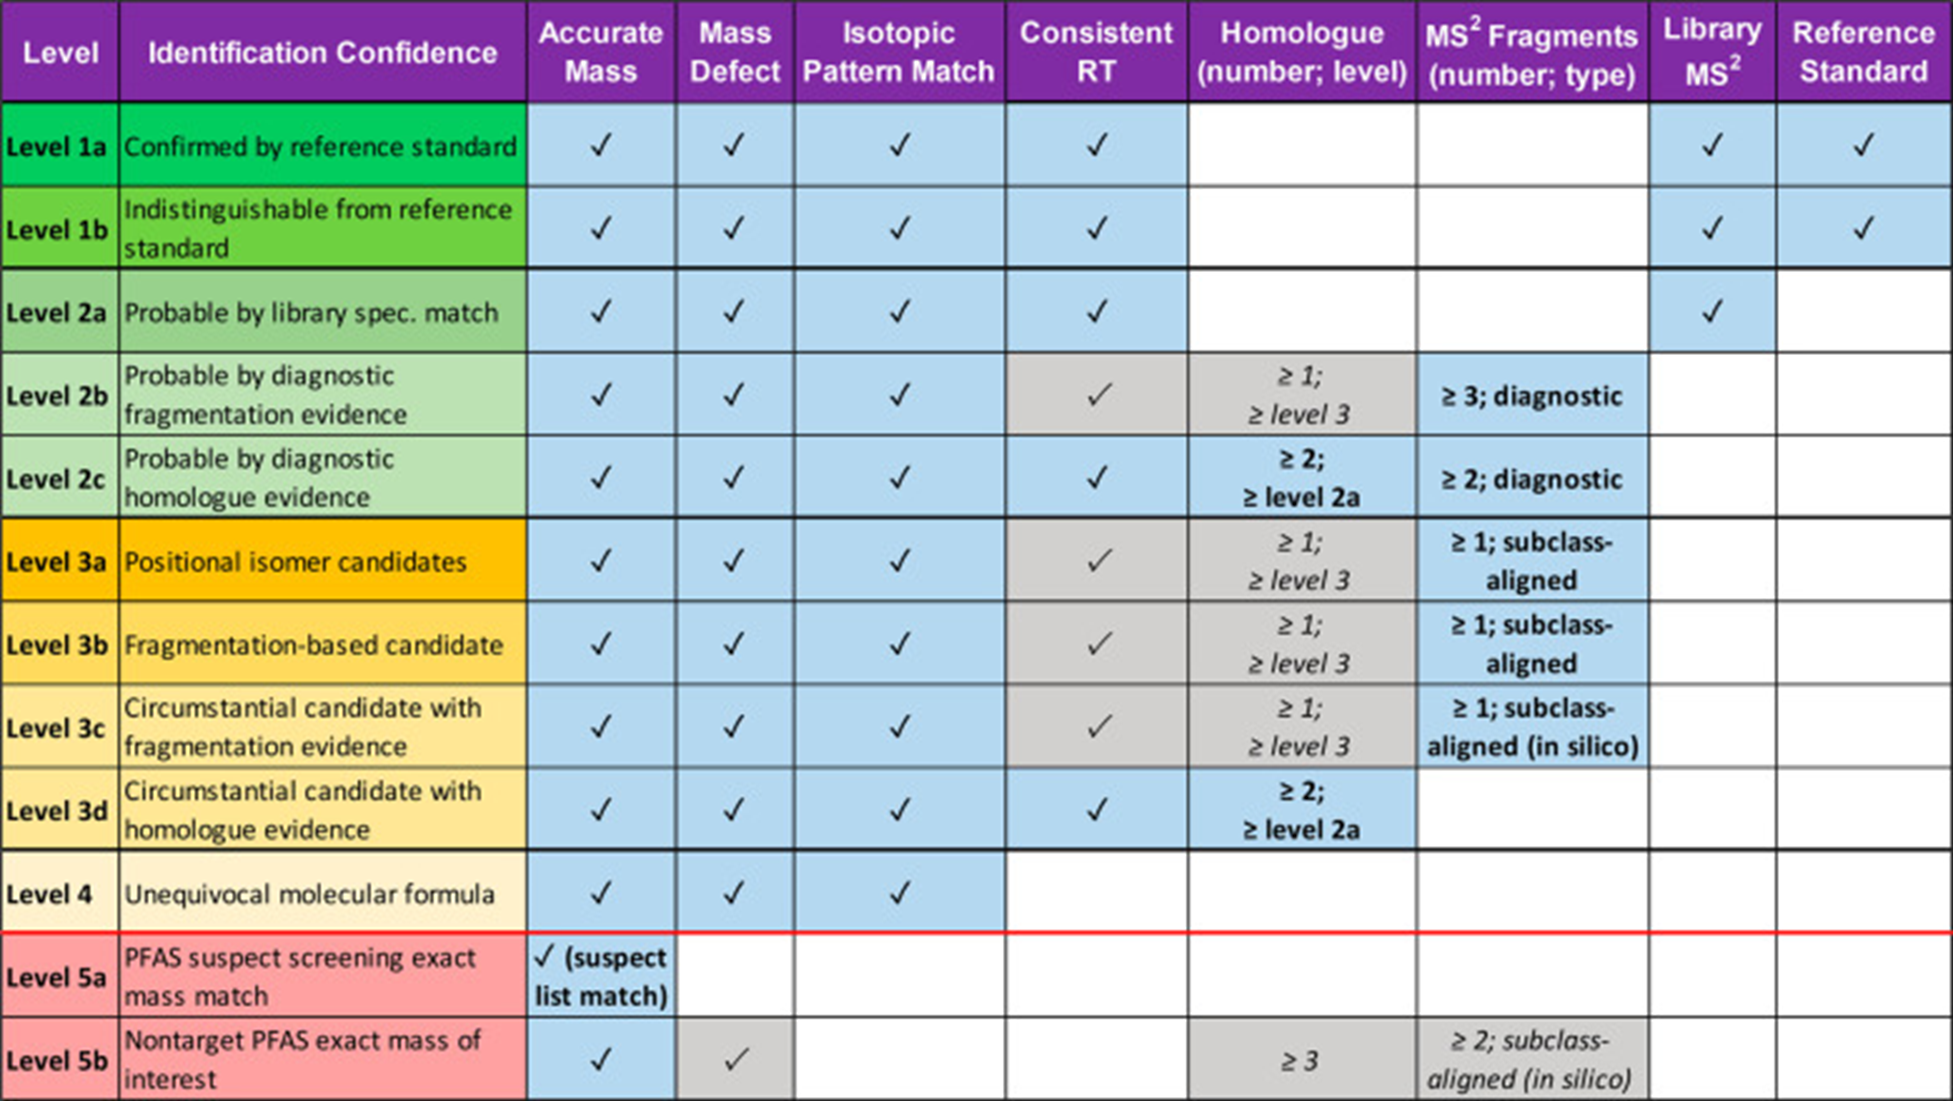 Level Identification Confidence Accurate Mass Mass Defect Isotopic Pattern Match Consistent RT Homologue (number; level) MS² Fragments (number; type) Library MS² Reference Standard
Level 1a Confirmed by reference standard ✓ ✓ ✓ ✓ ✓ ✓
Level 1b Indistinguishable from reference standard ✓ ✓ ✓ ✓ ✓ ✓
Level 2a Probable by library spec. match ✓ ✓ ✓ ✓ ✓
Level 2b Probable by diagnostic fragmentation evidence ✓ ✓ ✓ ✓ ≥ 1; ≥ level 3 ≥ 3; diagnostic
Level 2c Probable by diagnostic homologue evidence ✓ ✓ ✓ ✓ ≥ 2; ≥ level 2a ≥ 2; diagnostic
Level 3a Positional isomer candidates ✓ ✓ ✓ ✓ ≥ 1; ≥ level 3 ≥ 1; subclass-aligned
Level 3b Fragmentation-based candidate ✓ ✓ ✓ ✓ ≥ 1; ≥ level 3 ≥ 1; subclass-aligned
Level 3c Circumstantial candidate with fragmentation evidence ✓ ✓ ✓ ✓ ≥ 1; ≥ level 3 ≥ 1; subclass-aligned (in silico)
Level 3d Circumstantial candidate with homologue evidence ✓ ✓ ✓ ✓ ≥ 2; ≥ level 2a
Level 4 Unequivocal molecular formula ✓ ✓ ✓
Level 5a PFAS suspect screening exact mass match ✓ (suspect list match)
Level 5b Nontarget PFAS exact mass of interest ✓ ✓ ≥ 3 ≥ 2; subclass-aligned (in silico)